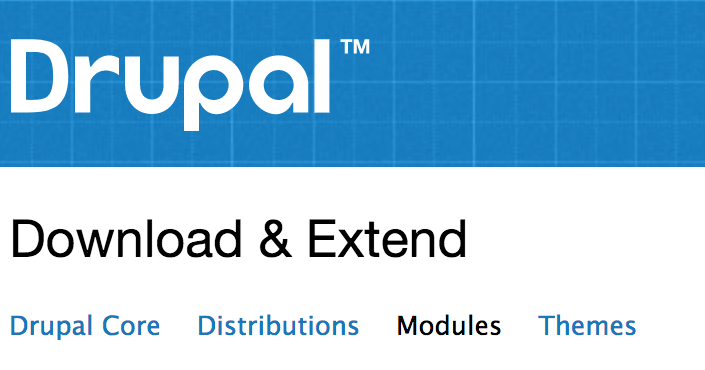 Drupal™
Download & Extend
Drupal Core Distributions Modules Themes